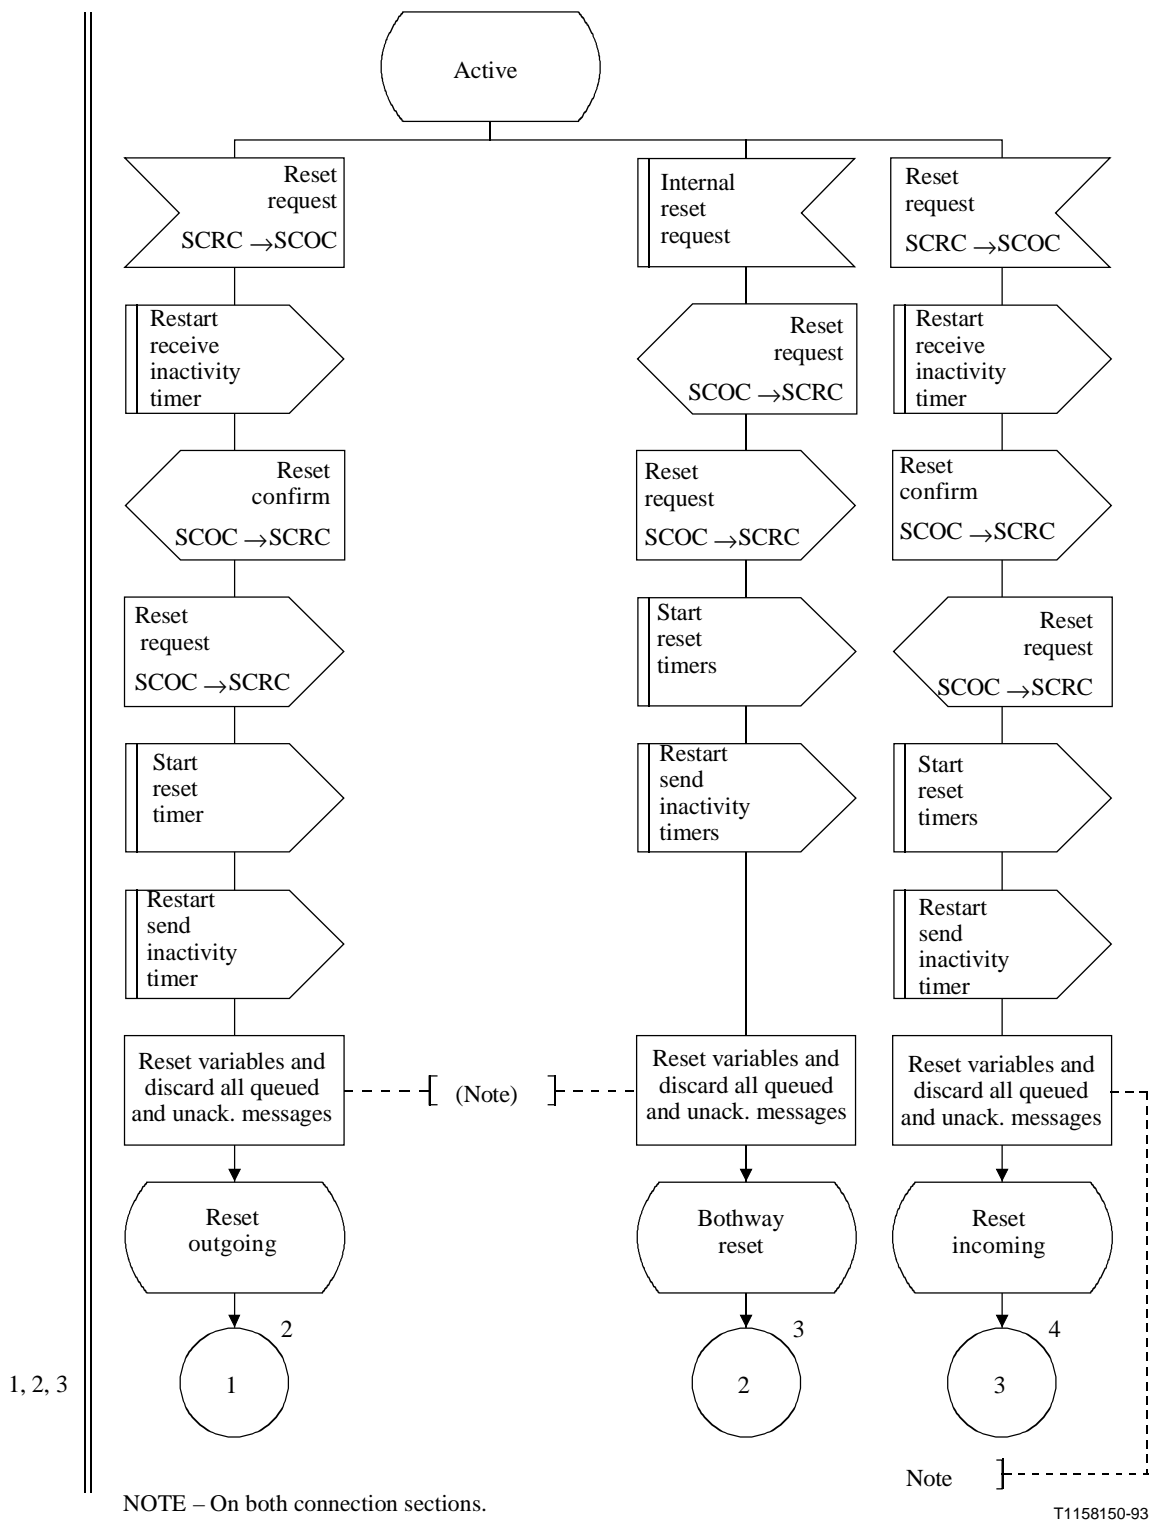 Active
Reset
request
SCRC →SCOC
Restart
receive
inactivity
timer
Reset
confirm
SCOC →SCRC
Reset
request
SCOC →SCRC
Start
reset
timer
Restart
send
inactivity
timer
Reset variables and
discard all queued
and unack. messages
(Note)
Reset
outgoing
2
1
Internal
reset
request
Reset
request
SCOC →SCRC
Reset
request
SCOC →SCRC
Start
reset
timers
Restart
send
inactivity
timers
Reset variables and
discard all queued
and unack. messages
Bothway
reset
3
2
Reset
request
SCRC →SCOC
Restart
receive
inactivity
timer
Reset
confirm
SCOC →SCRC
Reset
request
SCOC →SCRC
Start
reset
timers
Restart
send
inactivity
timer
Reset variables and
discard all queued
and unack. messages
Reset
incoming
4
3
1, 2, 3
Note
NOTE – On both connection sections.
T1158150-93